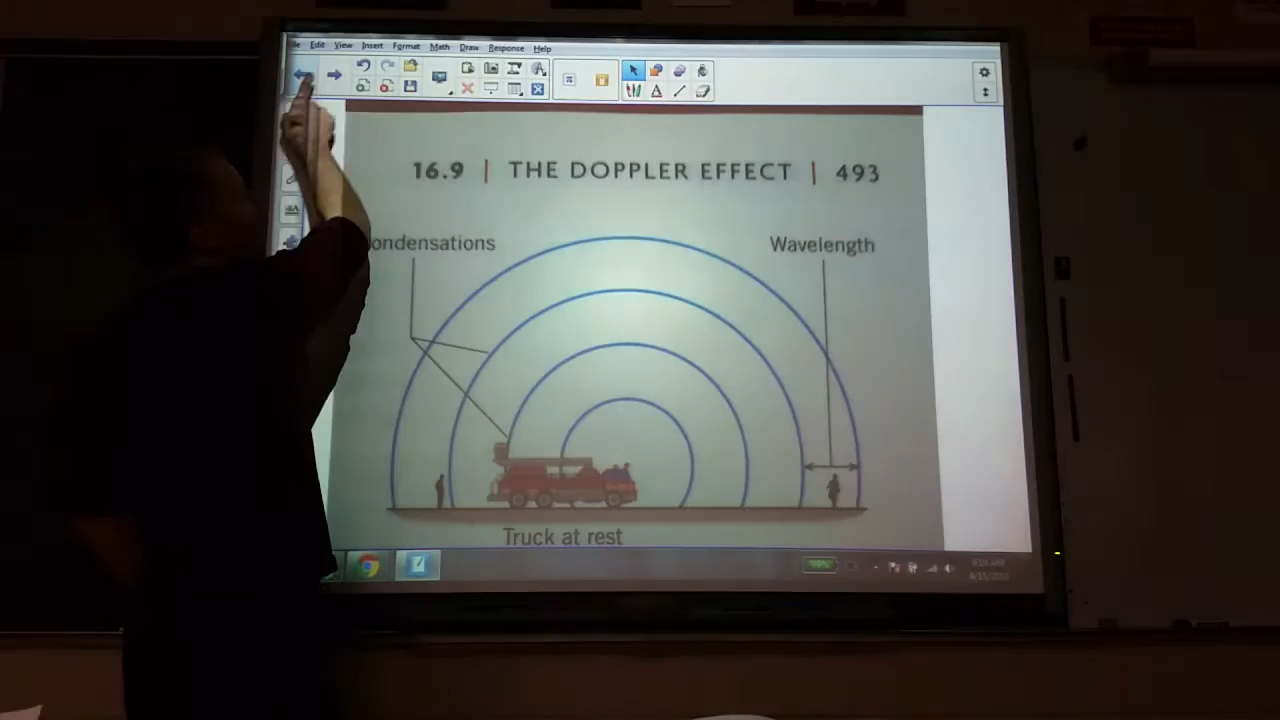 Edit View Insert Format Math Draw Response Help
16.9 | THE DOPPLER EFFECT | 493
ondensations
Wavelength
Truck at rest